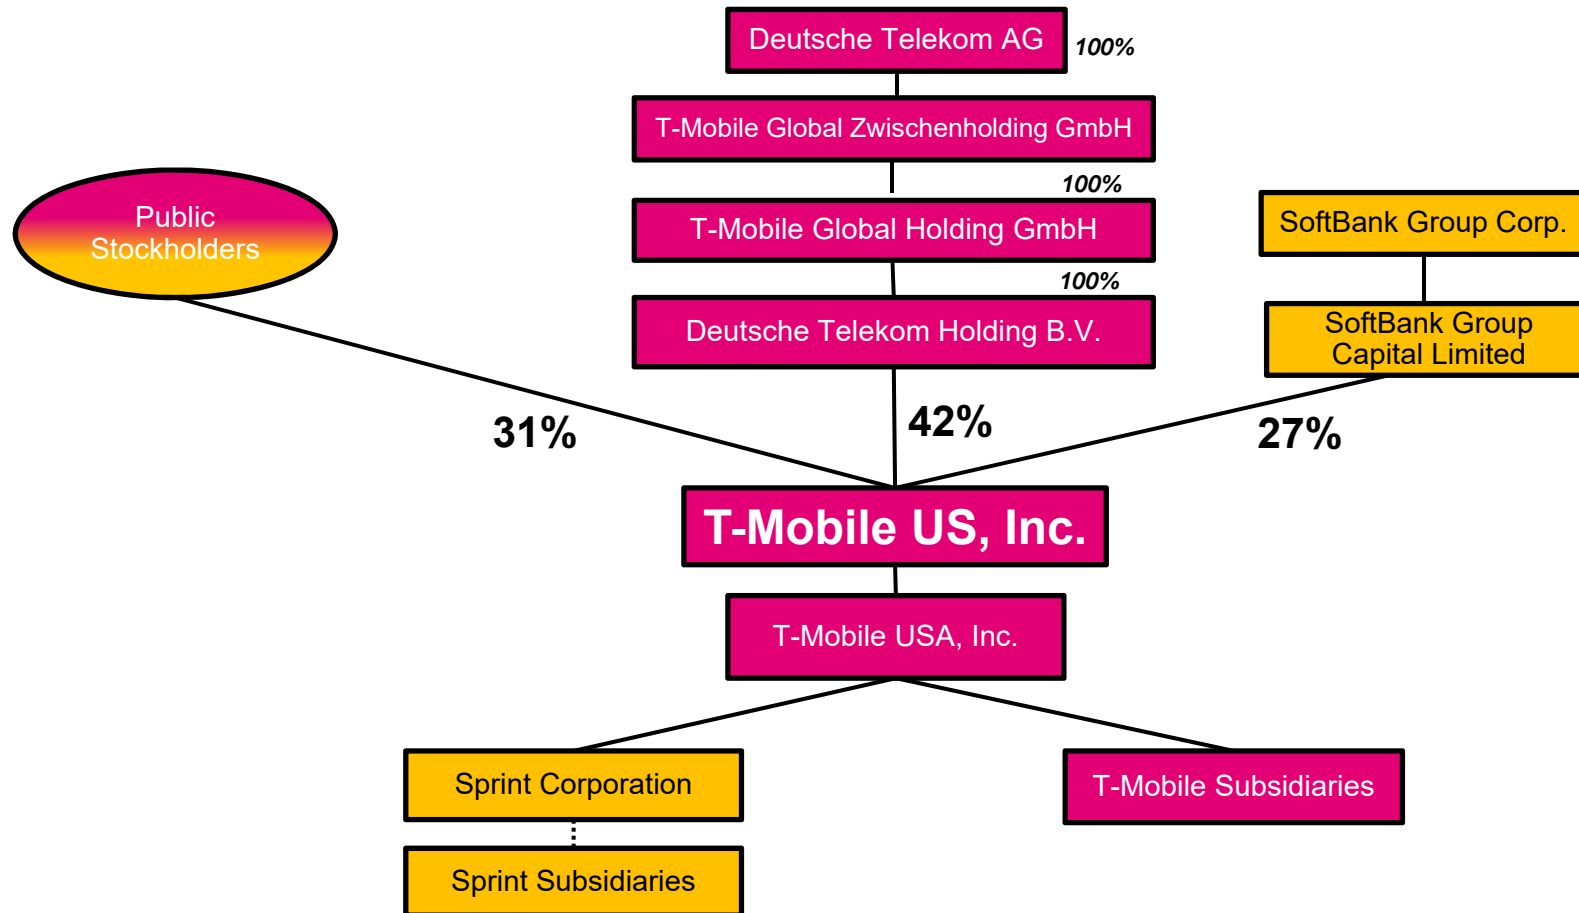 Deutsche Telekom AG
100%
T-Mobile Global Zwischenholding GmbH
100%
Public
Stockholders
T-Mobile Global Holding GmbH
SoftBank Group Corp.
100%
Deutsche Telekom Holding B.V.
SoftBank Group
Capital Limited
31%
42%
27%
T-Mobile US, Inc.
T-Mobile USA, Inc.
Sprint Corporation
T-Mobile Subsidiaries
Sprint Subsidiaries